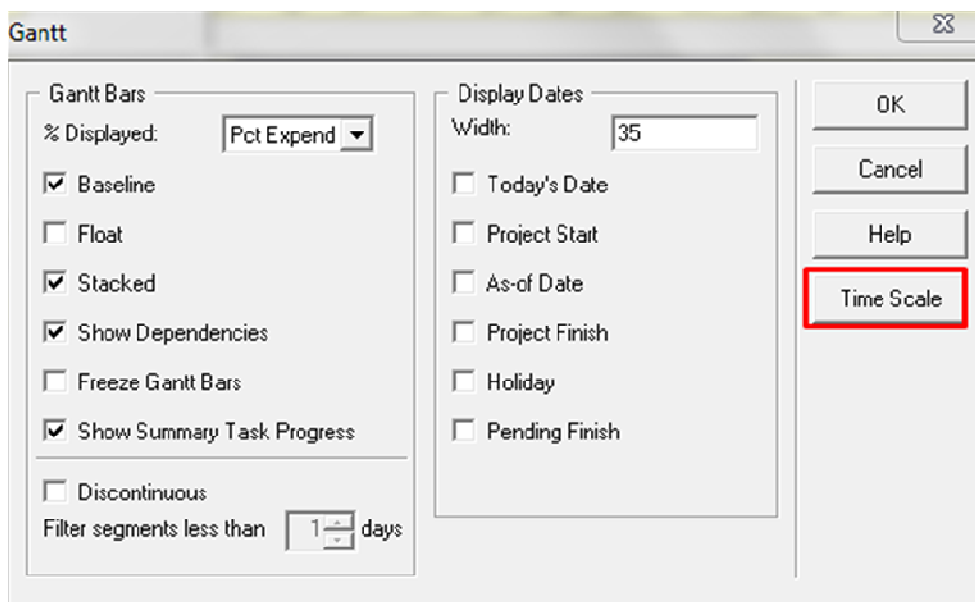 Gantt
Gantt Bars
% Displayed: Pct Expend
Baseline
Float
Stacked
Show Dependencies
Freeze Gantt Bars
Show Summary Task Progress
Discontinuous
Filter segments less than 1 days
Display Dates
Width: 35
Today's Date
Project Start
As-of Date
Project Finish
Holiday
Pending Finish
OK
Cancel
Help
Time Scale